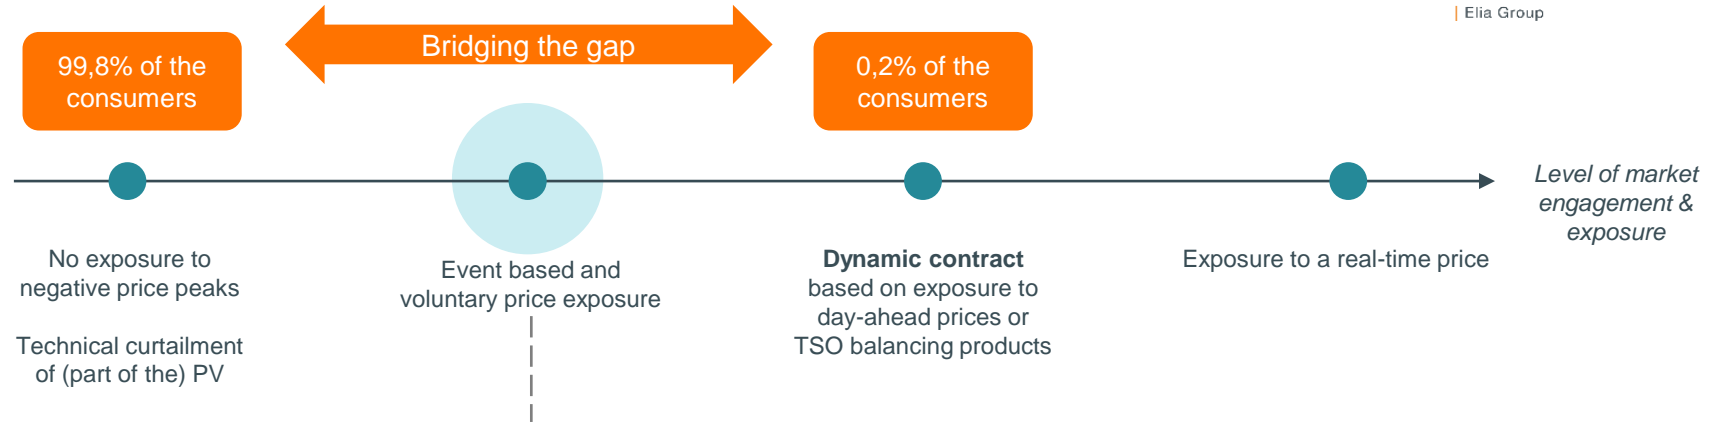 | Elia Group
Bridging the gap
99,8% of the
consumers
0,2% of the
consumers
Level of market
engagement &
exposure
No exposure to
negative price peaks
Technical curtailment
of (part of the) PV
Event based and
voluntary price exposure
Dynamic contract
based on exposure to
day-ahead prices or
TSO balancing products
Exposure to a real-time price